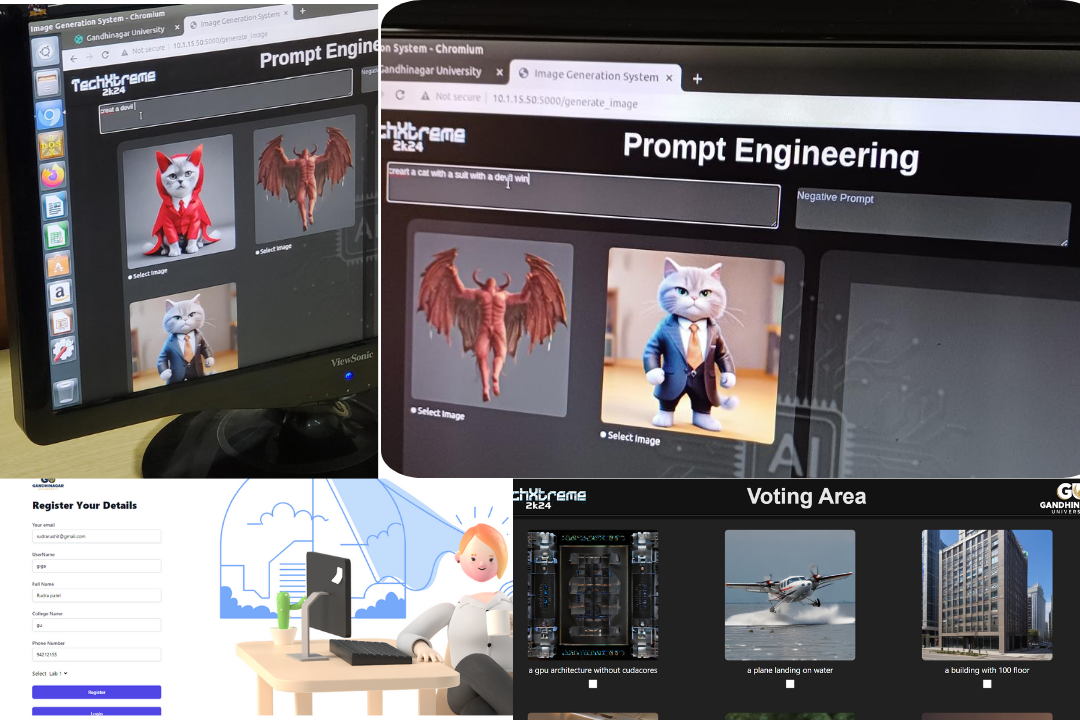 Image Generation System - Chromium
Gandhinagar University
Image Generation System
Not secure 10.1.15.50:5000/generate_image
TechXtreme
2k24
Prompt Engine
Negati
creat a devil
Select Image
Select Image
ViewSonic
on System - Chromium
Gandhinagar University
Image Generation System
Not secure 10.1.15.50:5000/generate_image
chXtreme
2k24
Prompt Engineering
creart a cat with a suit with a devil win
Negative Prompt
Select Image
Select Image
AI
GANDHINAGAR
Register Your Details
Your email
rudrarushit@gmail.com
UserName
giga
Full Name
Rudra patel
College Name
gu
Phone Number
94212155
Select Lab 1
Register
Login
chXtreme
2k24
Voting Area
GU
GANDHIN
UNIVERS
a gpu architecture without cudacores
a plane landing on water
a building with 100 floor